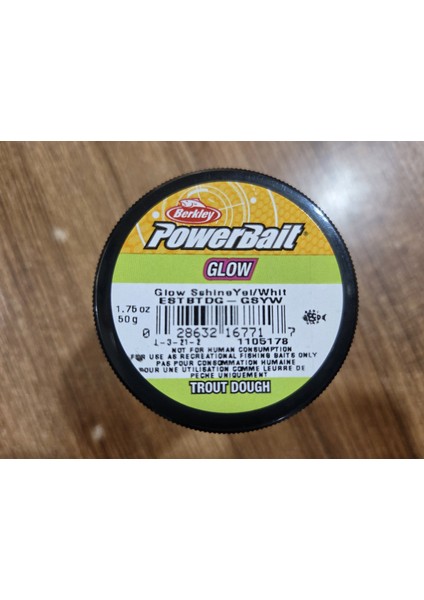 Berkley
PowerBait®
GLOW
Glow SshineYel/Whit
ESTBTDG-GSYW
1.75 oz
50 g
0 28632 16771 7
1-3-21-2
1105178
NOT FOR HUMAN CONSUMPTION
FOR USE AS RECREATIONAL FISHING BAITS ONLY
PAS POUR CONSOMMATION HUMAINE
POUR UNE UTILISATION COMME LEURRE DE
PECHE UNIQUEMENT
TROUT DOUGH